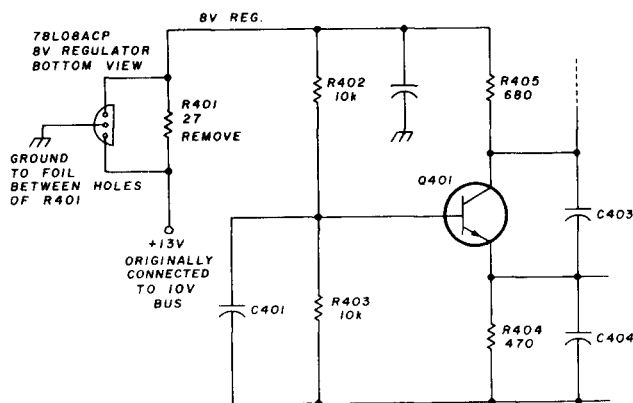 8V REG.
78L08ACP
8V REGULATOR
BOTTOM VIEW
R401
27
REMOVE
GROUND
TO FOIL
BETWEEN HOLES
OF R401
+13V
ORIGINALLY
CONNECTED
TO 10V
BUS
R402
10k
R405
680
Q401
C403
C401
R403
10k
R404
470
C404